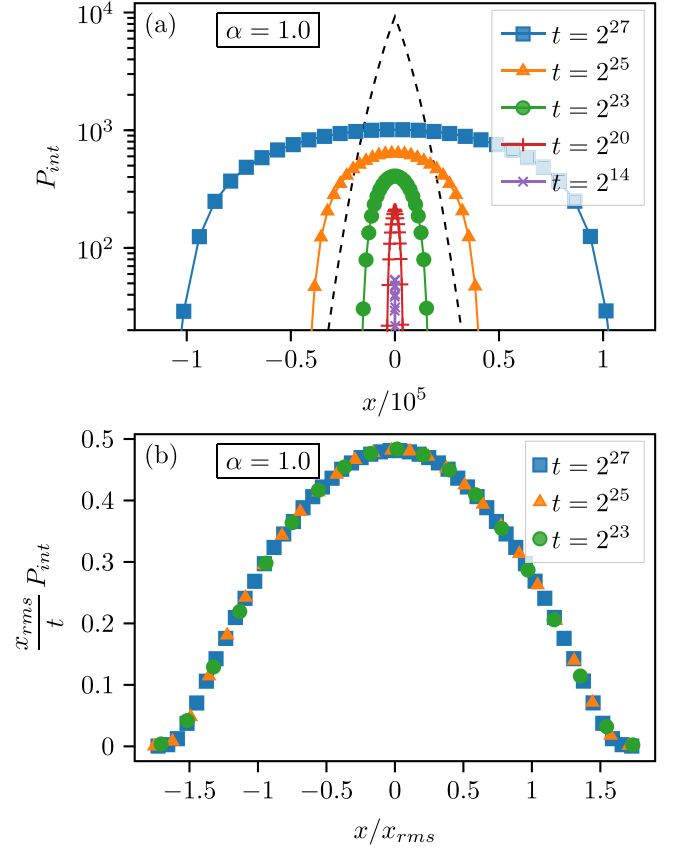 (a)
α = 1.0
t = 2^27
t = 2^25
t = 2^23
t = 2^20
t = 2^14
P_int
10^4
10^3
10^2
−1
−0.5
0
0.5
1
x/10^5
(b)
α = 1.0
t = 2^27
t = 2^25
t = 2^23
x_rms/t P_int
0.5
0.4
0.3
0.2
0.1
0
−1.5
−1
−0.5
0
0.5
1
1.5
x/x_rms